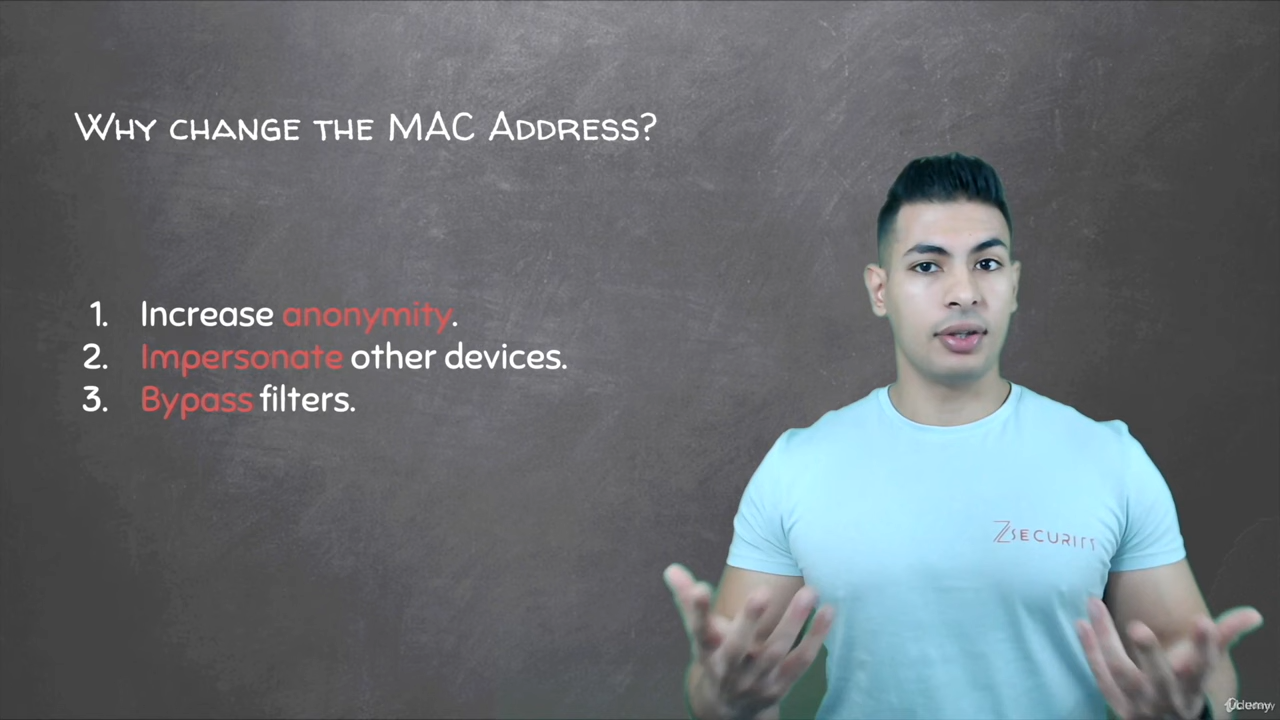 Why change the MAC Address?
1. Increase anonymity.
2. Impersonate other devices.
3. Bypass filters.
ZSECURITY
Udemy